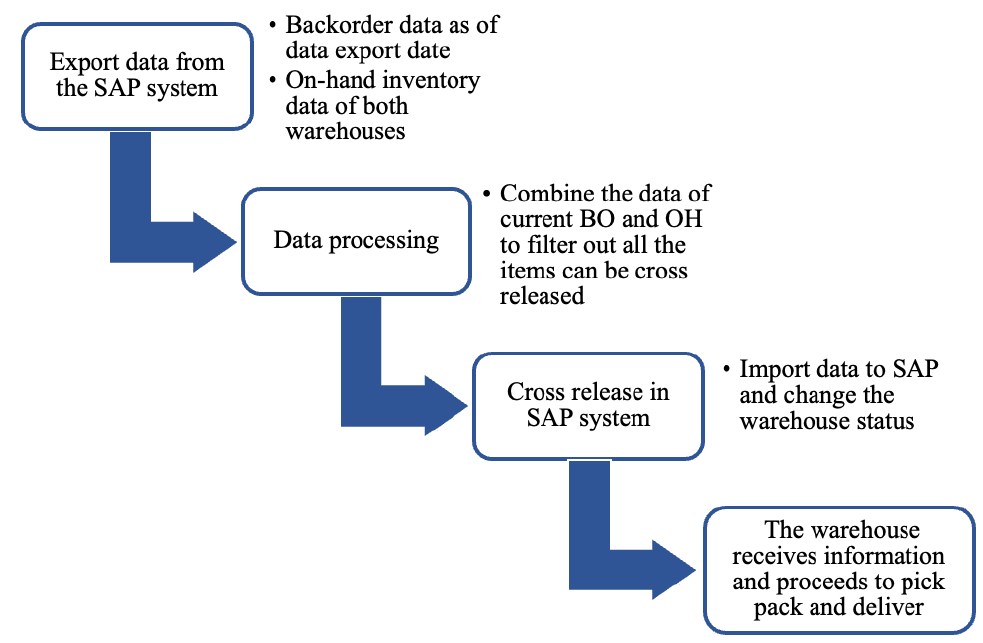 Export data from
the SAP system
• Backorder data as of
data export date
• On-hand inventory
data of both
warehouses
Data processing
• Combine the data of
current BO and OH
to filter out all the
items can be cross
released
Cross release in
SAP system
• Import data to SAP
and change the
warehouse status
The warehouse
receives information
and proceeds to pick
pack and deliver